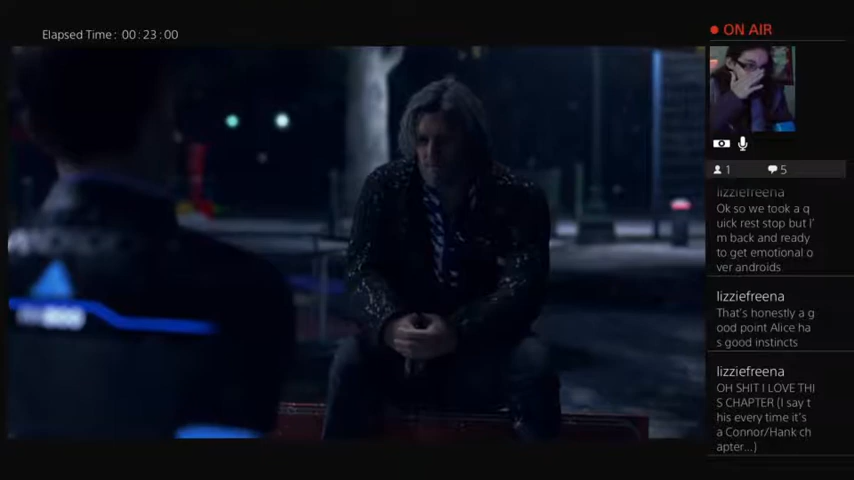 Elapsed Time: 00:23:00
ON AIR
1
5
lizziefreena
Ok so we took a q
uick rest stop but I'
m back and ready
to get emotional o
ver androids
lizziefreena
That's honestly a g
ood point Alice ha
s good instincts
lizziefreena
OH SHIT I LOVE THI
S CHAPTER (I say t
his every time it's
a Connor/Hank ch
apter...)